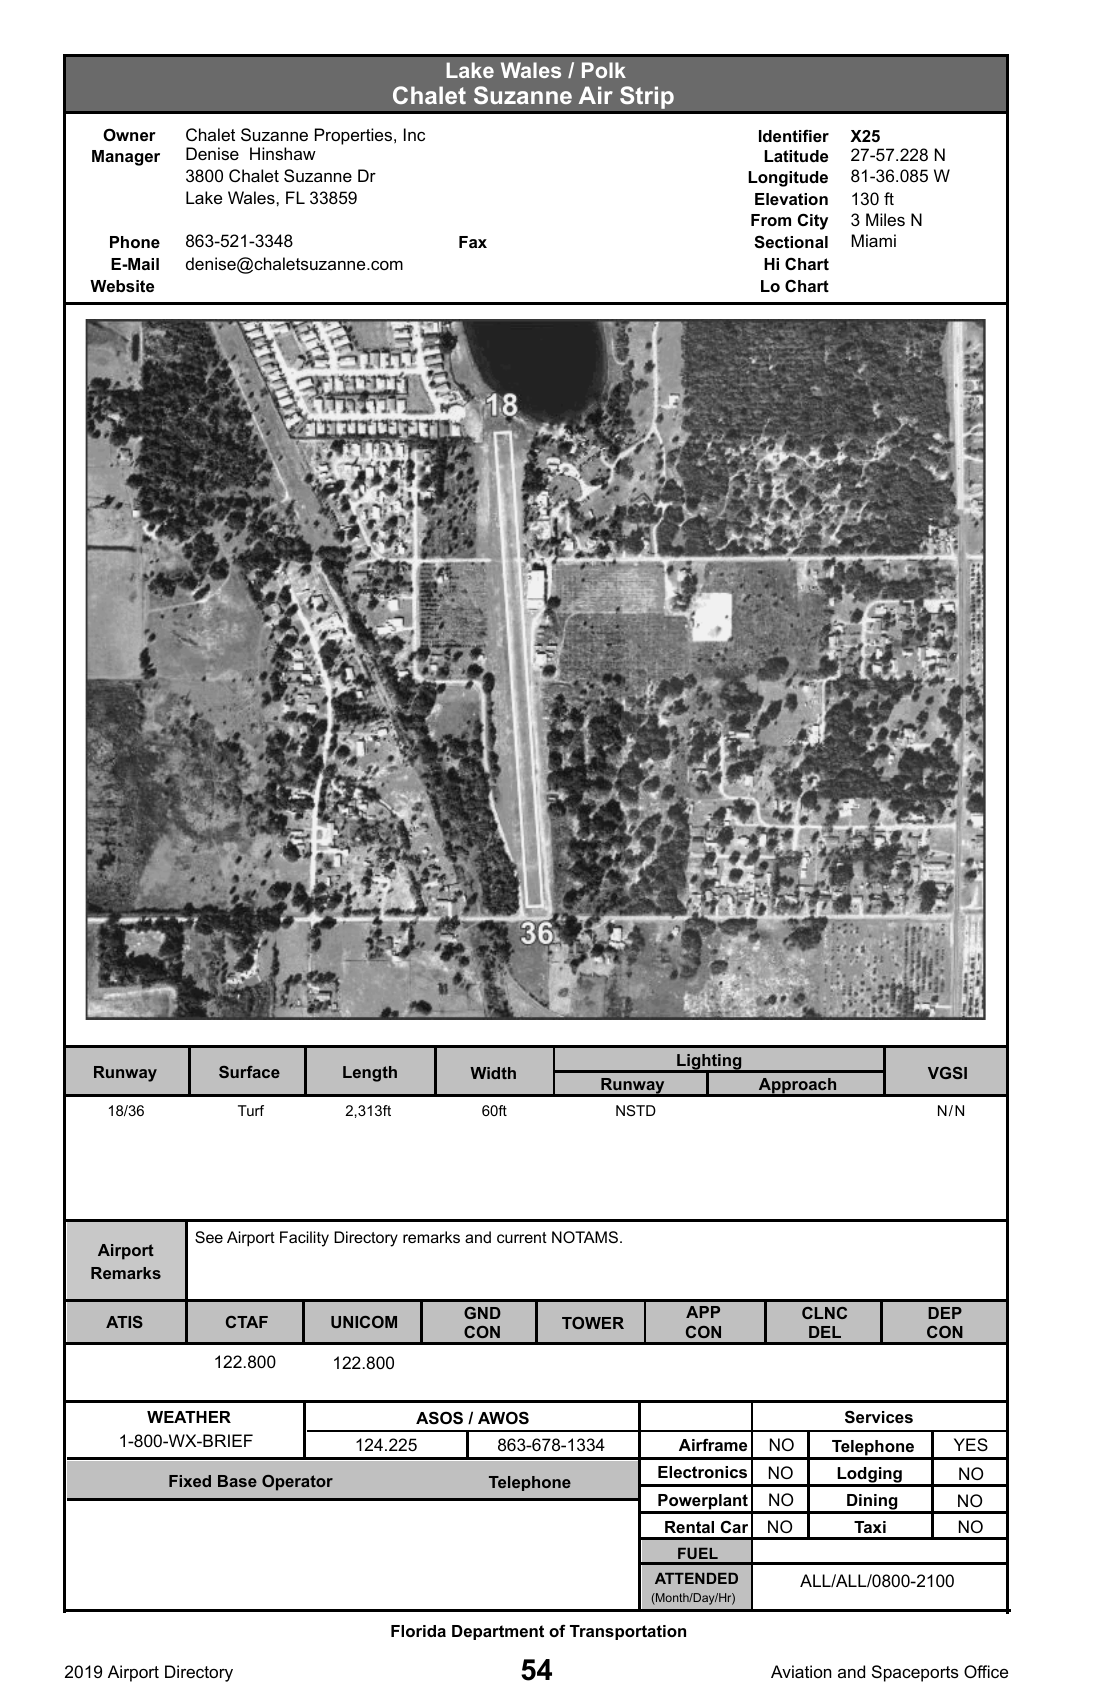 Lake Wales / Polk
Chalet Suzanne Air Strip
Owner Chalet Suzanne Properties, Inc
Manager Denise Hinshaw
3800 Chalet Suzanne Dr
Lake Wales, FL 33859
Phone 863-521-3348 Fax
E-Mail denise@chaletsuzanne.com
Website
Identifier X25
Latitude 27-57.228 N
Longitude 81-36.085 W
Elevation 130 ft
From City 3 Miles N
Sectional Miami
Hi Chart
Lo Chart
18
36
Runway Surface Length Width Lighting VGSI
Runway Approach
18/36 Turf 2,313ft 60ft NSTD N/N
Airport Remarks
See Airport Facility Directory remarks and current NOTAMS.
ATIS CTAF UNICOM GND CON TOWER APP CON CLNC DEL DEP CON
122.800 122.800
WEATHER
1-800-WX-BRIEF
ASOS / AWOS
124.225 863-678-1334
Fixed Base Operator Telephone
Services
Airframe NO Telephone YES
Electronics NO Lodging NO
Powerplant NO Dining NO
Rental Car NO Taxi NO
FUEL
ATTENDED ALL/ALL/0800-2100
(Month/Day/Hr)
Florida Department of Transportation
2019 Airport Directory 54 Aviation and Spaceports Office